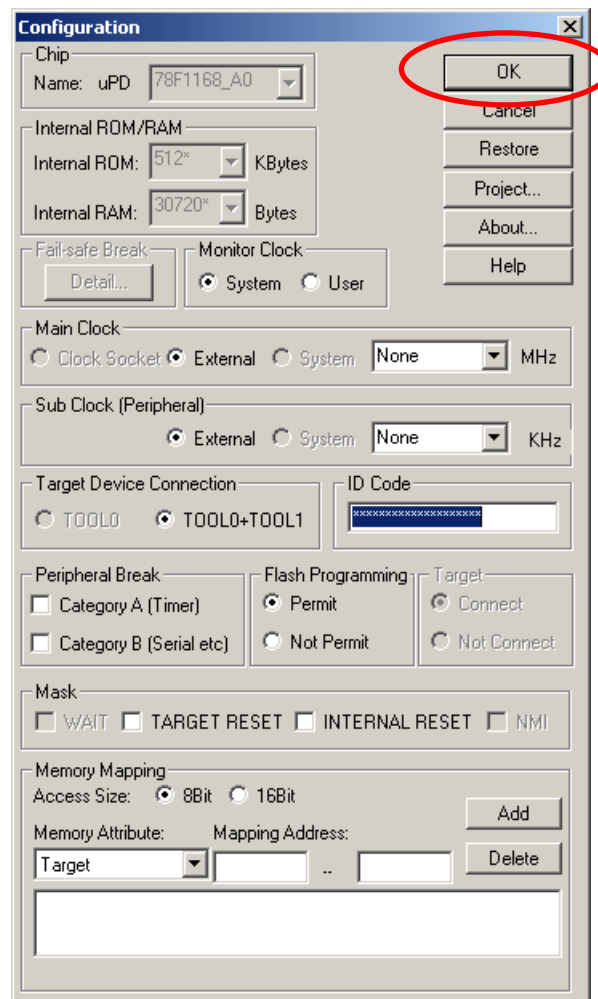 Configuration
Chip
Name: uPD 78F1168_A0
OK
Cancel
Restore
Project...
About...
Help
Internal ROM/RAM
Internal ROM: 512* KBytes
Internal RAM: 30720* Bytes
Fail-safe Break
Detail...
Monitor Clock
System User
Main Clock
Clock Socket External System None MHz
Sub Clock (Peripheral)
External System None KHz
Target Device Connection
TOOL0 TOOL0+TOOL1
ID Code
********************
Peripheral Break
Category A (Timer)
Category B (Serial etc)
Flash Programming
Permit
Not Permit
Target
Connect
Not Connect
Mask
WAIT TARGET RESET INTERNAL RESET NMI
Memory Mapping
Access Size: 8Bit 16Bit
Add
Memory Attribute: Mapping Address:
Target ..
Delete